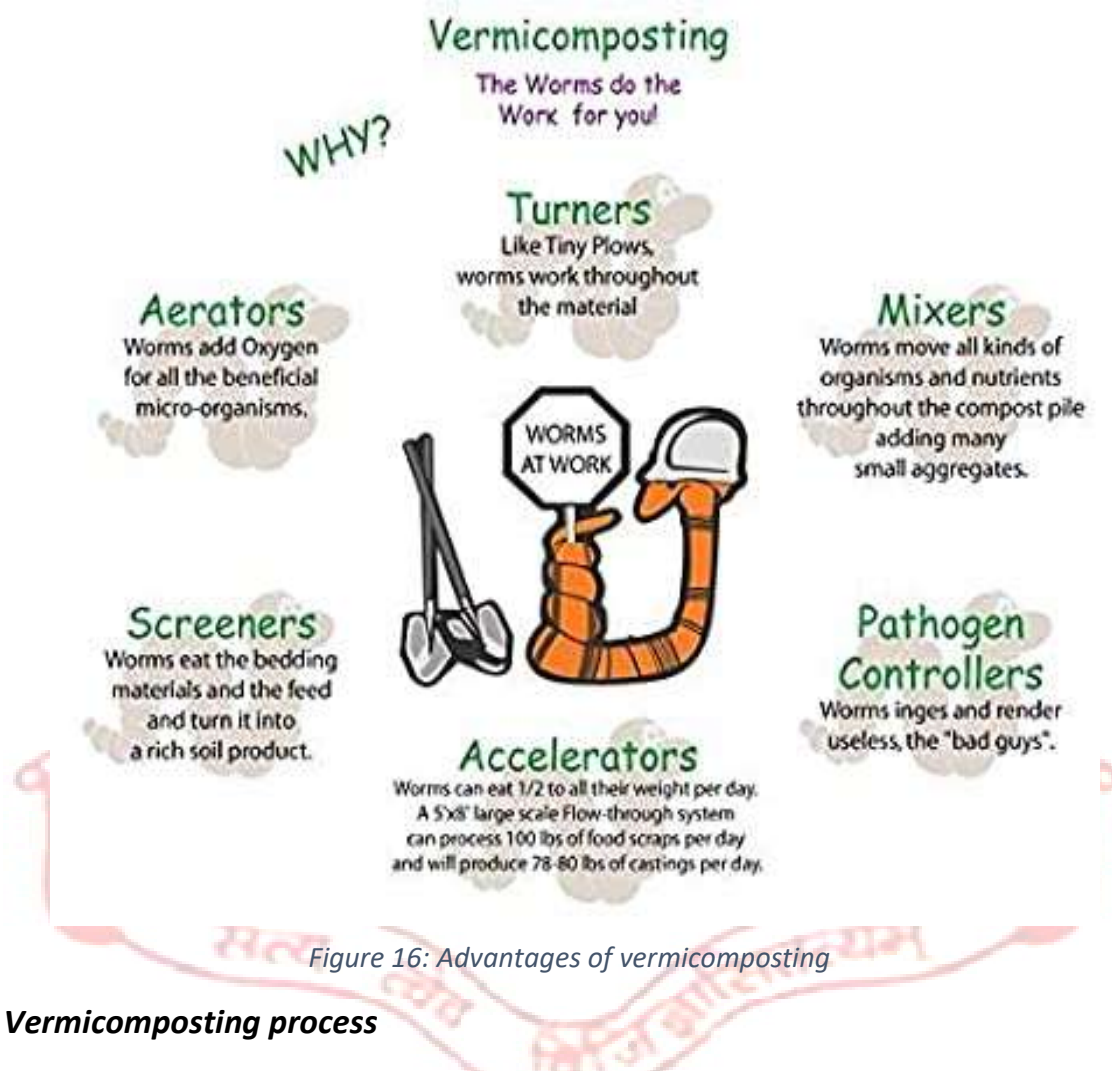 Vermicomposting
The Worms do the
Work for you!
WHY?
Turners
Like Tiny Plows,
worms work throughout
the material
Aerators
Worms add Oxygen
for all the beneficial
micro-organisms.
Mixers
Worms move all kinds of
organisms and nutrients
throughout the compost pile
adding many
small aggregates.
WORMS
AT WORK
Screeners
Worms eat the bedding
materials and the feed
and turn it into
a rich soil product.
Pathogen
Controllers
Worms inges and render
useless, the "bad guys".
Accelerators
Worms can eat 1/2 to all their weight per day.
A 5'x8' large scale Flow-through system
can process 100 lbs of food scraps per day
and will produce 78-80 lbs of castings per day.
Figure 16: Advantages of vermicomposting
Vermicomposting process